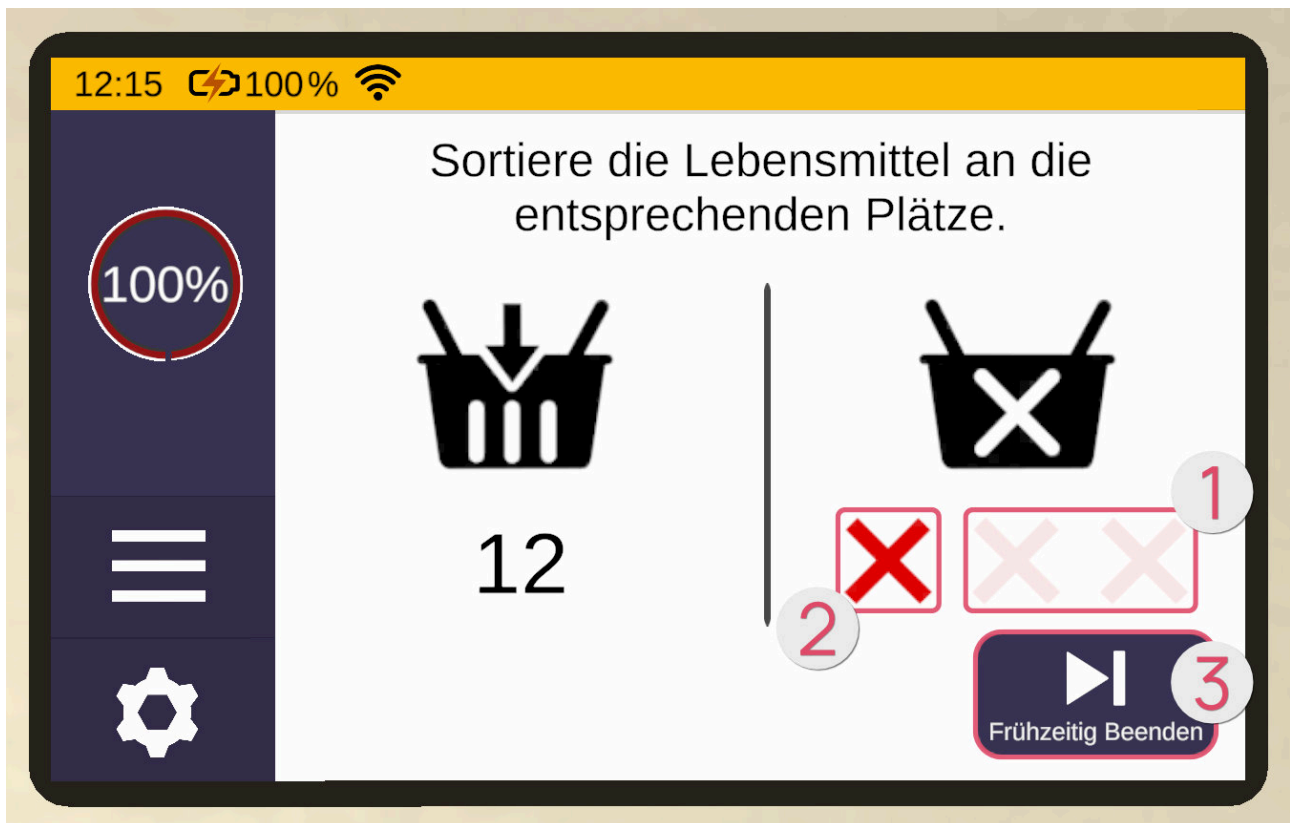 12:15 100%
Sortiere die Lebensmittel an die
entsprechenden Plätze.
100%
12
1
2
3
Frühzeitig Beenden